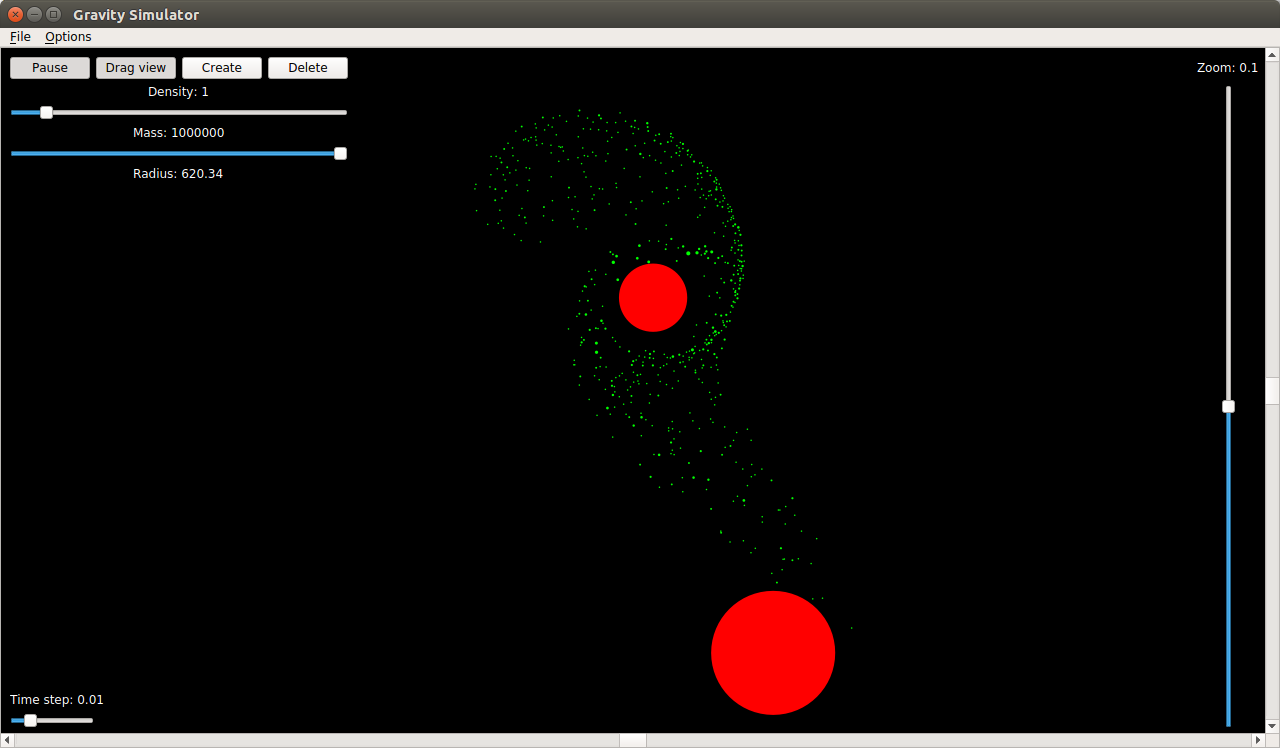 Gravity Simulator
File Options
Pause Drag view Create Delete
Zoom: 0.1
Density: 1
Mass: 1000000
Radius: 620.34
Time step: 0.01